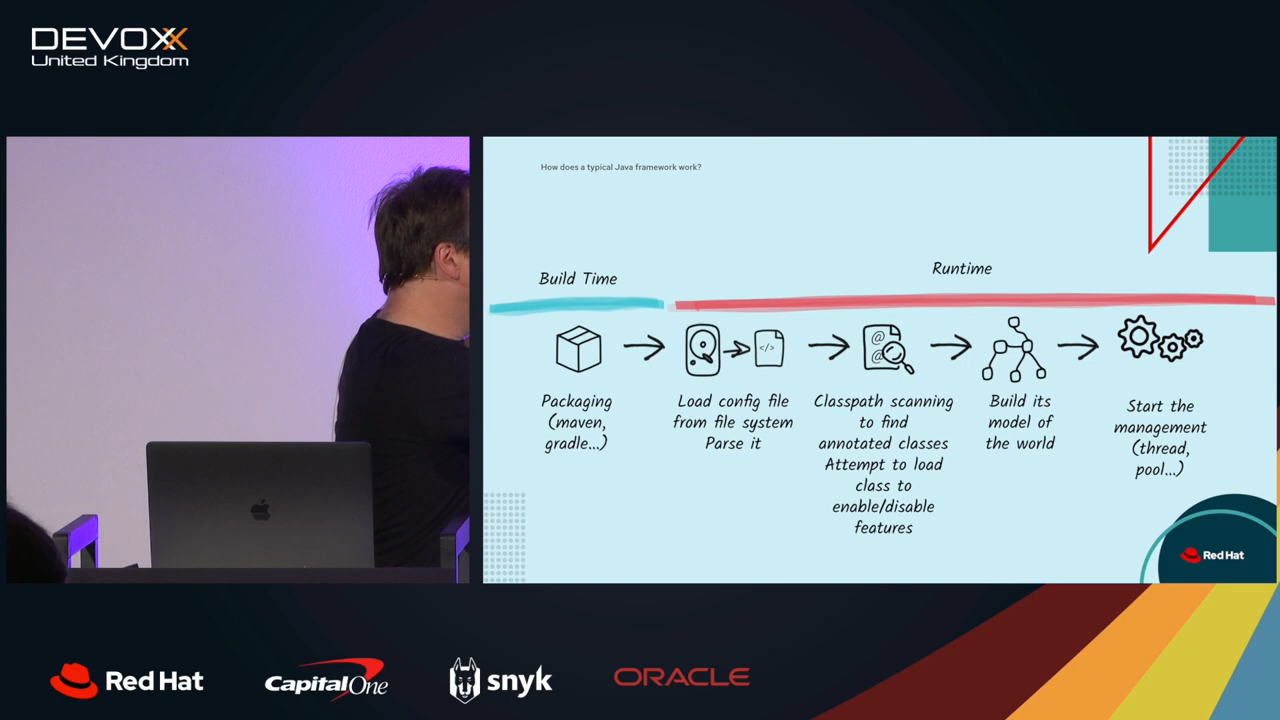 DEVOXX
United Kingdom
How does a typical Java framework work?
Build Time
Runtime
</>
@
@
Packaging
(maven,
gradle...)
Load config file
from file system
Parse it
Classpath scanning
to find
annotated classes
Attempt to load
class to
enable/disable
features
Build its
model of
the world
Start the
management
(thread,
pool...)
Red Hat
Red Hat
Capital One
snyk
ORACLE